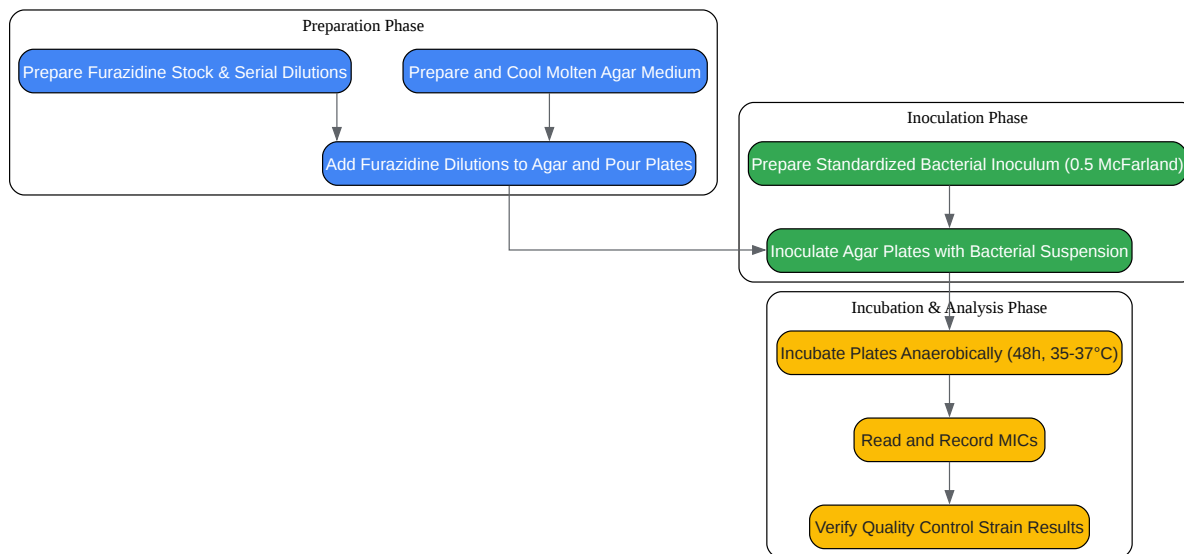 Preparation Phase
Prepare Furazidine Stock & Serial Dilutions
Prepare and Cool Molten Agar Medium
Add Furazidine Dilutions to Agar and Pour Plates
Inoculation Phase
Prepare Standardized Bacterial Inoculum (0.5 McFarland)
Inoculate Agar Plates with Bacterial Suspension
Incubation & Analysis Phase
Incubate Plates Anaerobically (48h, 35-37°C)
Read and Record MICs
Verify Quality Control Strain Results